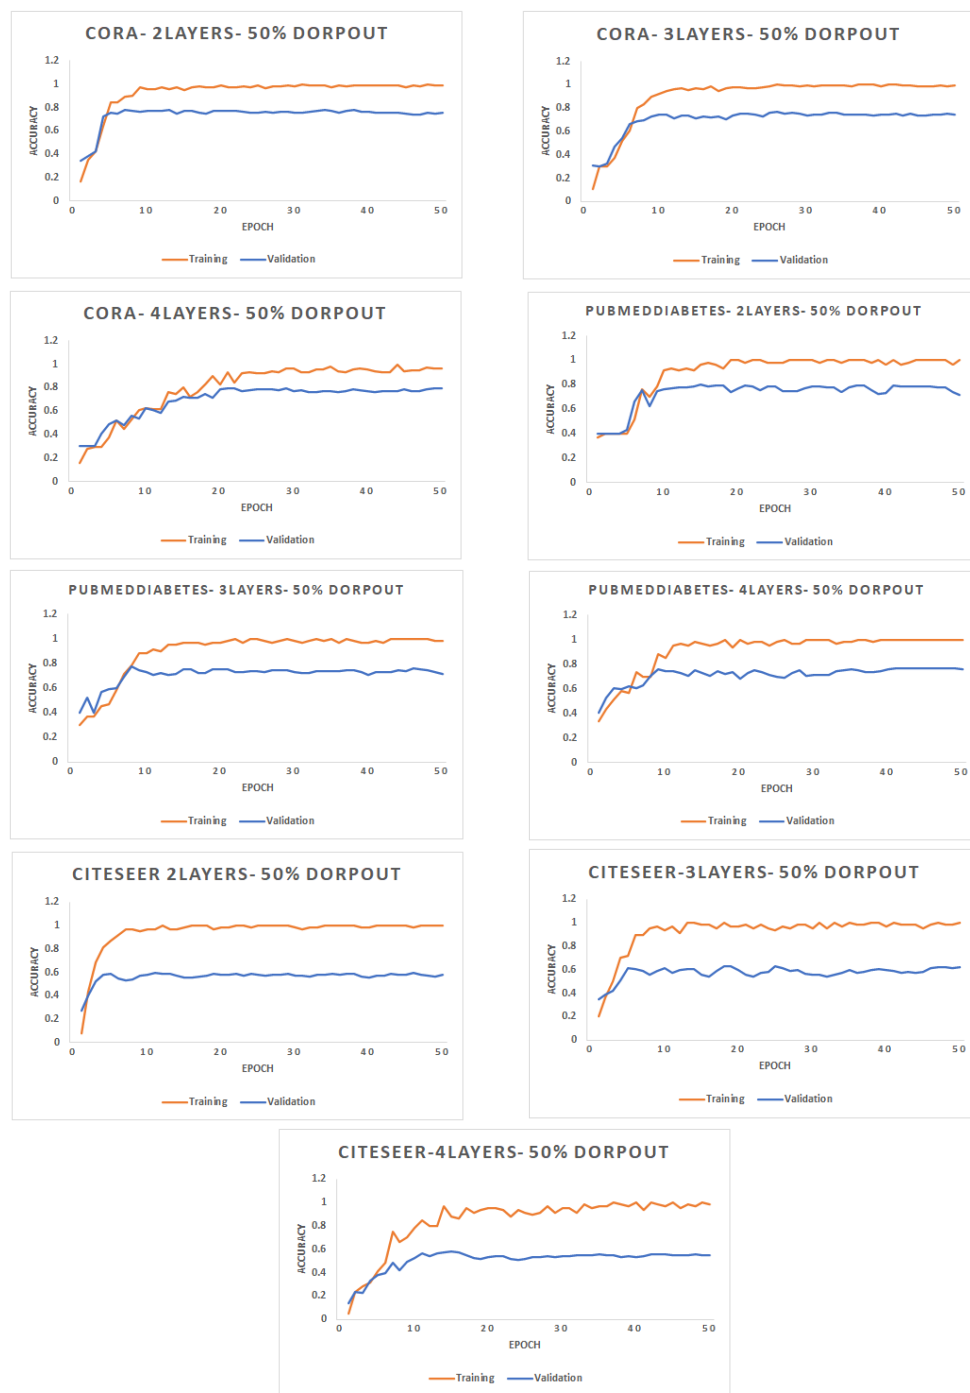 CORA- 2LAYERS- 50% DORPOUT
1.2
1
0.8
0.6
0.4
0.2
0
ACCURACY
0 10 20 30 40 50
EPOCH
Training Validation
CORA- 3LAYERS- 50% DORPOUT
1.2
1
0.8
0.6
0.4
0.2
0
ACCURACY
0 10 20 30 40 50
EPOCH
Training Validation
CORA- 4LAYERS- 50% DORPOUT
1.2
1
0.8
0.6
0.4
0.2
0
ACCURACY
0 10 20 30 40 50
EPOCH
Training Validation
PUBMEDDIABETES- 2LAYERS- 50% DORPOUT
1.2
1
0.8
0.6
0.4
0.2
0
ACCURACY
0 10 20 30 40 50
EPOCH
Training Validation
PUBMEDDIABETES- 3LAYERS- 50% DORPOUT
1.2
1
0.8
0.6
0.4
0.2
0
ACCURACY
0 10 20 30 40 50
EPOCH
Training Validation
PUBMEDDIABETES- 4LAYERS- 50% DORPOUT
1.2
1
0.8
0.6
0.4
0.2
0
ACCURACY
0 10 20 30 40 50
EPOCH
Training Validation
CITESEER 2LAYERS- 50% DORPOUT
1.2
1
0.8
0.6
0.4
0.2
0
ACCURACY
0 10 20 30 40 50
EPOCH
Training Validation
CITESEER-3LAYERS- 50% DORPOUT
1.2
1
0.8
0.6
0.4
0.2
0
ACCURACY
0 10 20 30 40 50
EPOCH
Training Validation
CITESEER-4LAYERS- 50% DORPOUT
1.2
1
0.8
0.6
0.4
0.2
0
ACCURACY
0 10 20 30 40 50
EPOCH
Training Validation